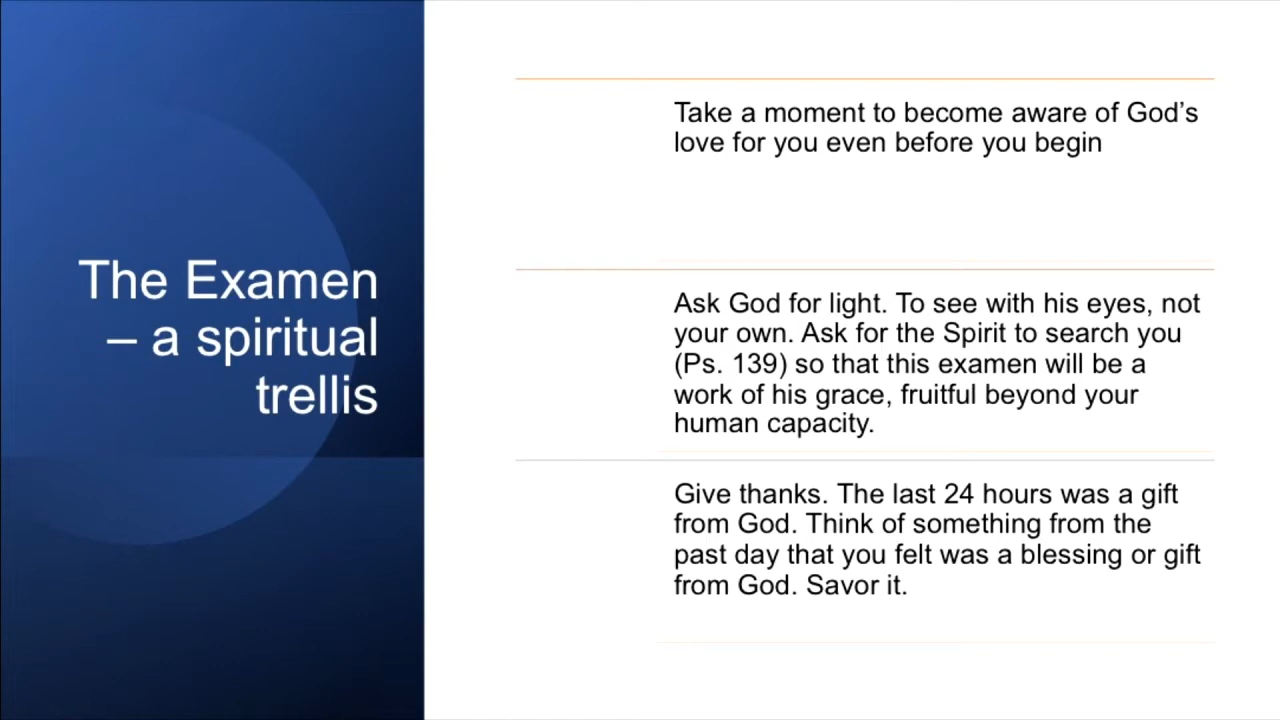 The Examen
– a spiritual
trellis
Take a moment to become aware of God’s
love for you even before you begin
Ask God for light. To see with his eyes, not
your own. Ask for the Spirit to search you
(Ps. 139) so that this examen will be a
work of his grace, fruitful beyond your
human capacity.
Give thanks. The last 24 hours was a gift
from God. Think of something from the
past day that you felt was a blessing or gift
from God. Savor it.